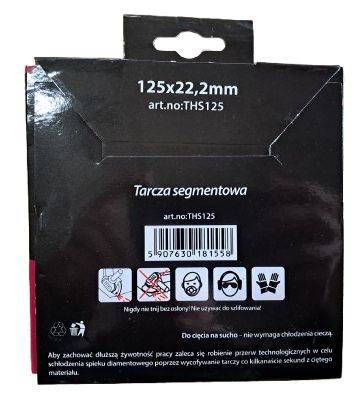 125x22,2mm
art.no:THS125
Tarcza segmentowa
art.no:THS125
5 907630 181558
Nigdy nie tnij bez osłony! Nie używać do szlifowania!
Do cięcia na sucho – nie wymaga chłodzenia cieczą.
Aby zachować dłuższą żywotność pracy zaleca się robienie przerw technologicznych w celu
schłodzenia spieku diamentowego poprzez wycofywanie tarczy co kilkanaście sekund z ciętego
materiału.